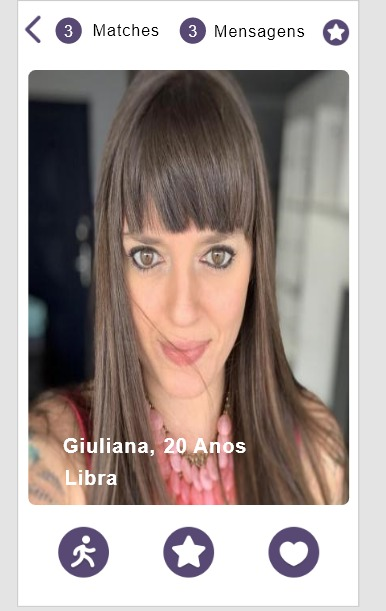 3 Matches 3 Mensagens
Giuliana, 20 Anos
Libra